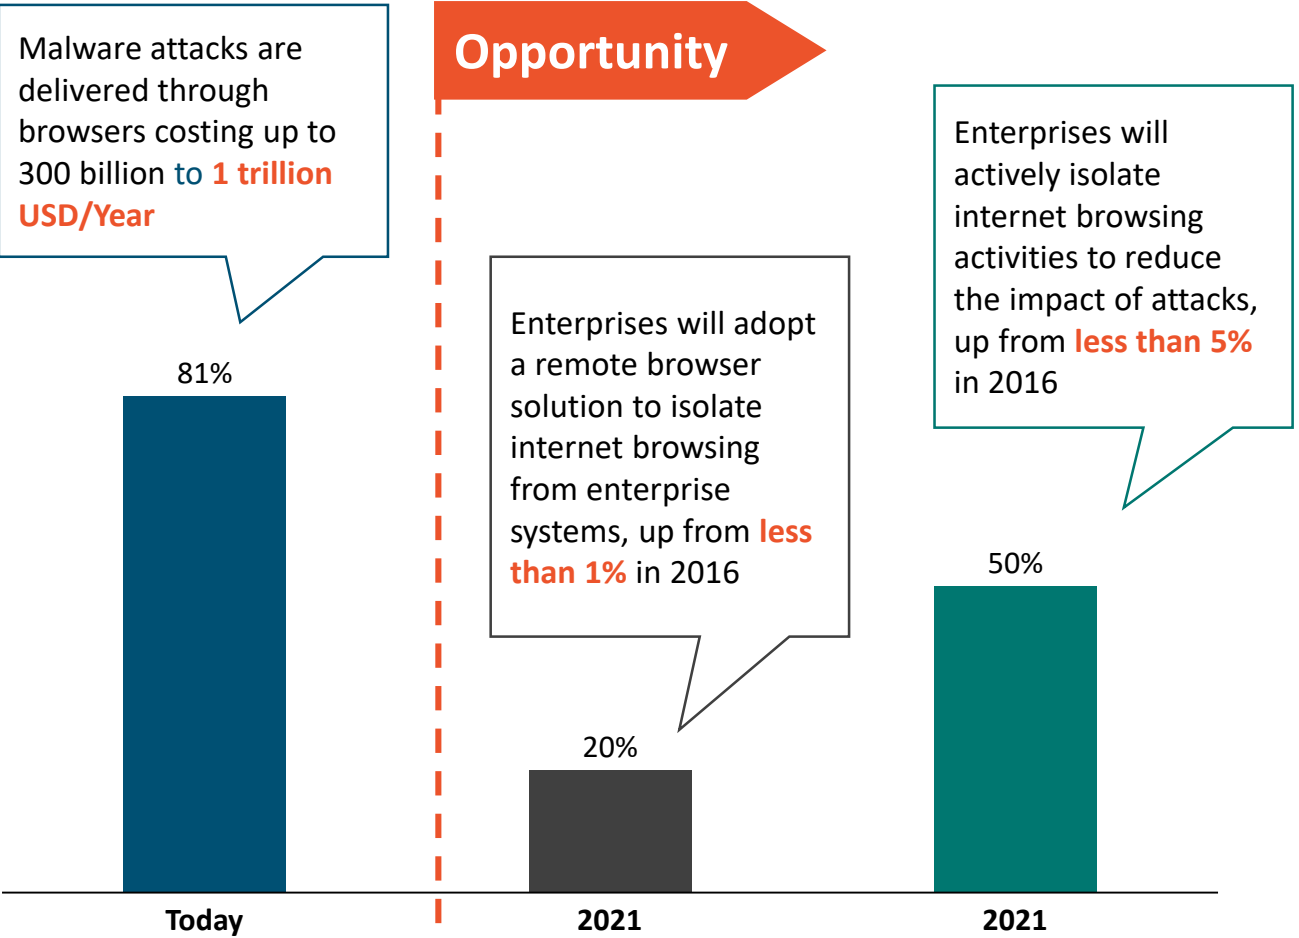 Malware attacks are
delivered through
browsers costing up to
300 billion to 1 trillion
USD/Year
Opportunity
Enterprises will
actively isolate
internet browsing
activities to reduce
the impact of attacks,
up from less than 5%
in 2016
Enterprises will adopt
a remote browser
solution to isolate
internet browsing
from enterprise
systems, up from less
than 1% in 2016
81%
20%
50%
Today
2021
2021